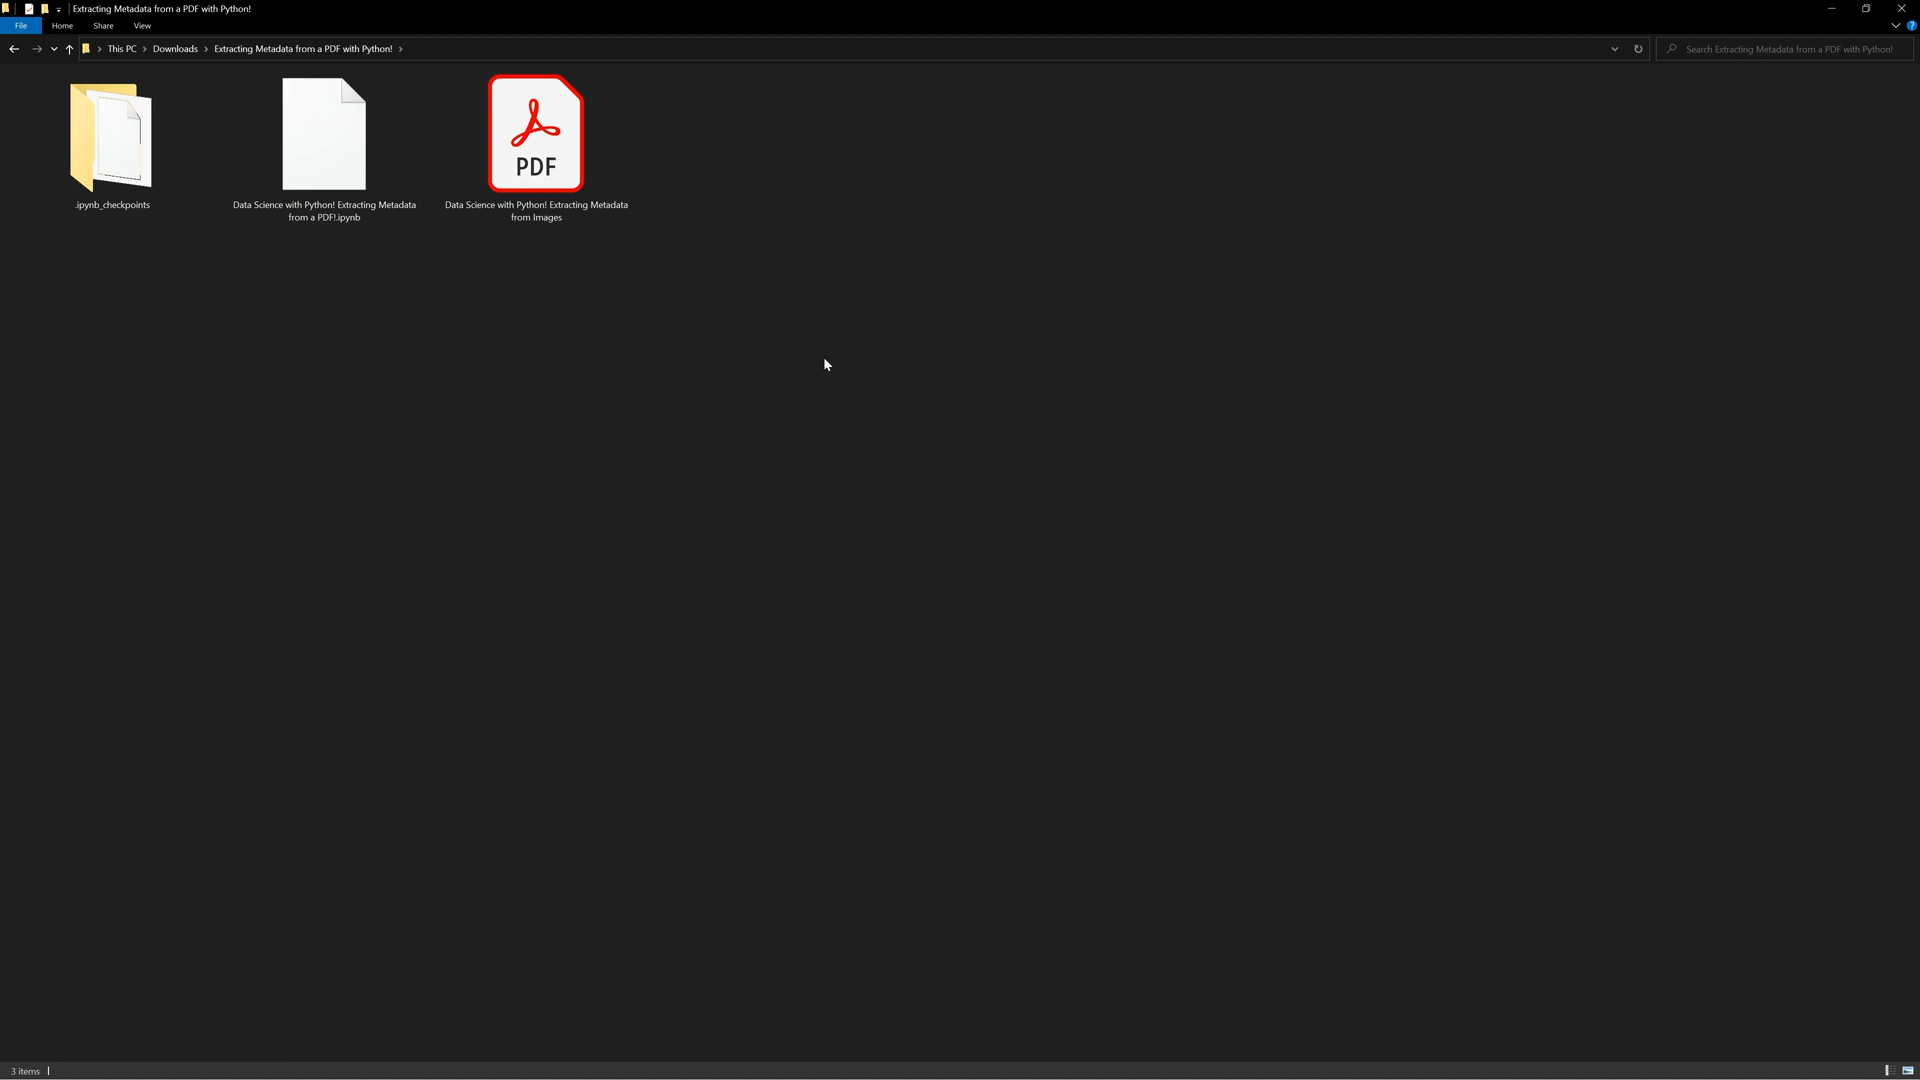 Extracting Metadata from a PDF with Python!
File Home Share View
This PC Downloads Extracting Metadata from a PDF with Python!
Search Extracting Metadata from a PDF with Python!
PDF
.ipynb_checkpoints
Data Science with Python! Extracting Metadata
from a PDF!.ipynb
Data Science with Python! Extracting Metadata
from Images
3 items